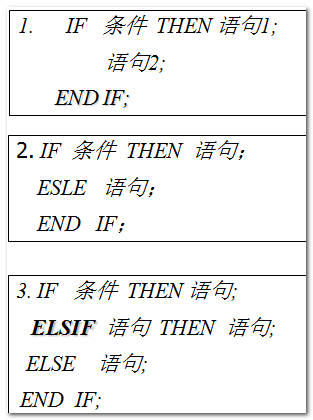 1. IF 条件 THEN 语句1;
语句2;
END IF;
2. IF 条件 THEN 语句；
ESLE 语句；
END IF；
3. IF 条件 THEN 语句;
ELSIF 语句 THEN 语句;
ELSE 语句;
END IF;